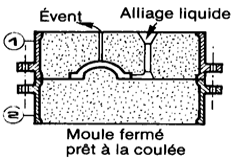 Évent
Alliage liquide
1
2
Moule fermé
prêt à la coulée